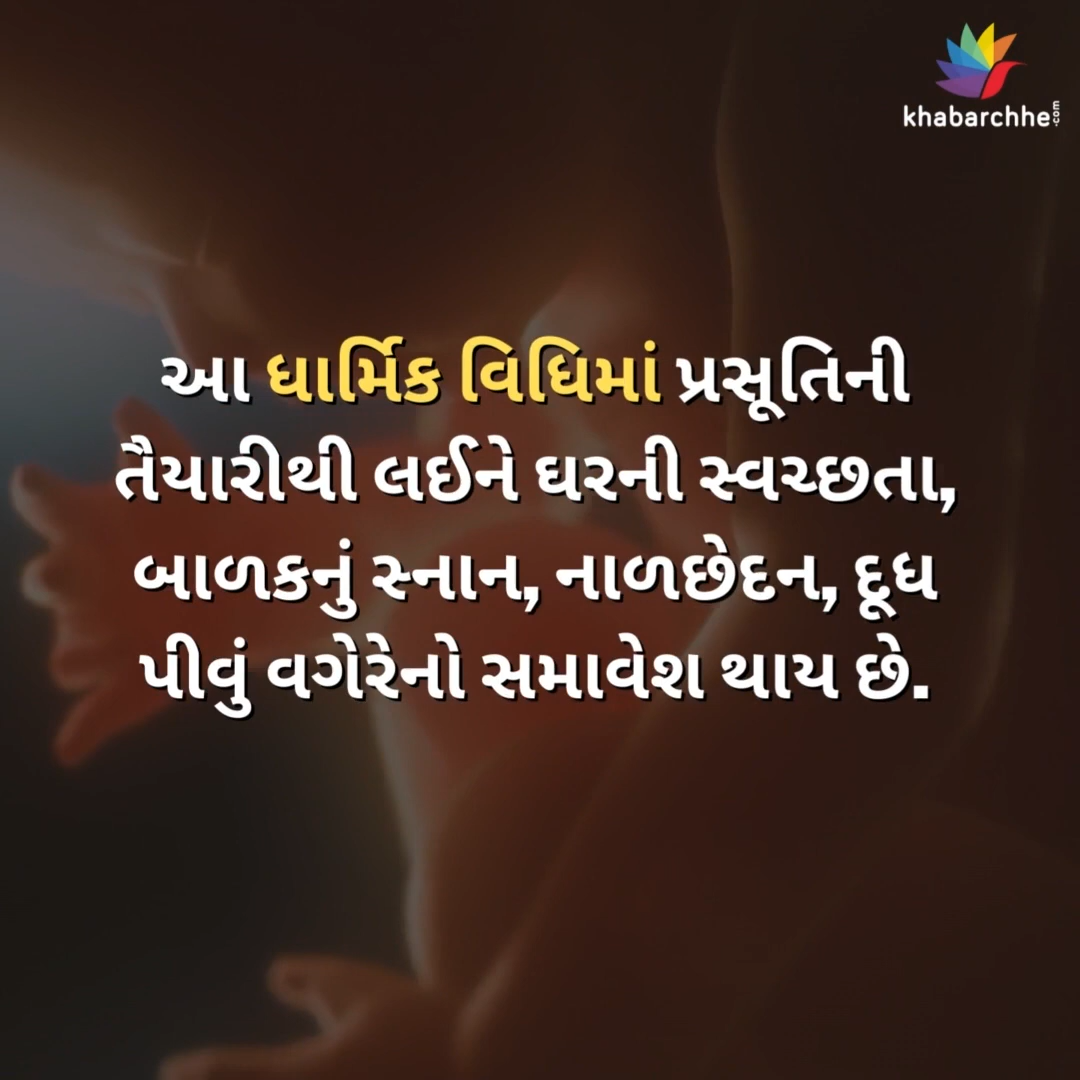 khabarchhe.com
આ ધાર્મિક વિધિમાં પ્રસૂતિની
તૈયારીથી લઈને ઘરની સ્વચ્છતા,
બાળકનું સ્નાન, નાળછેદન, દૂધ
પીવું વગેરેનો સમાવેશ થાય છે.